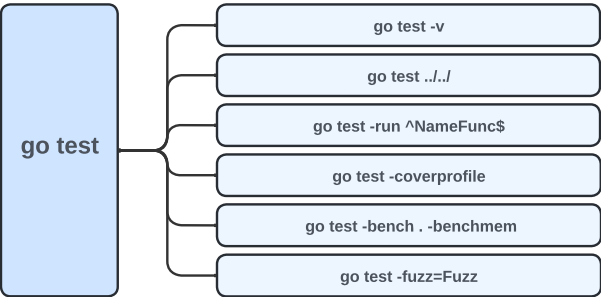 go test
go test -v
go test ../../
go test -run ^NameFunc$
go test -coverprofile
go test -bench . -benchmem
go test -fuzz=Fuzz